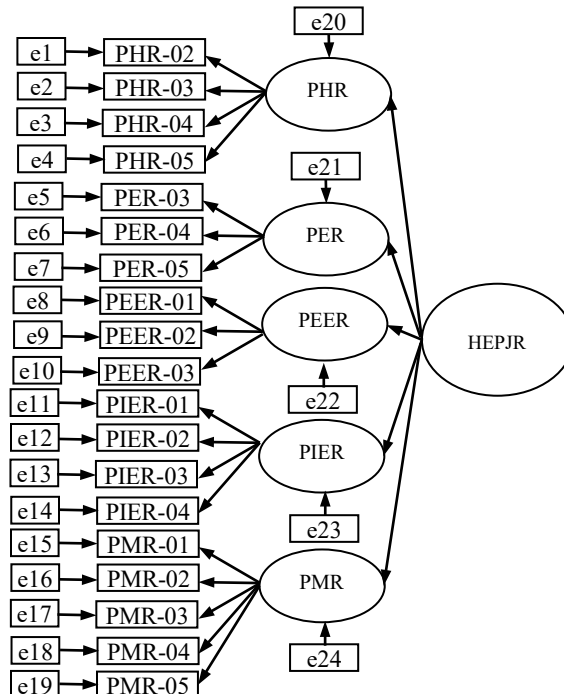 e20
e1 PHR-02
e2 PHR-03
PHR
e3 PHR-04
e4 PHR-05
e21
e5 PER-03
e6 PER-04
PER
e7 PER-05
e8 PEER-01
PEER
e9 PEER-02
HEPJR
e10 PEER-03
e22
e11 PIER-01
e12 PIER-02
PIER
e13 PIER-03
e14 PIER-04
e23
e15 PMR-01
e16 PMR-02
PMR
e17 PMR-03
e18 PMR-04
e24
e19 PMR-05